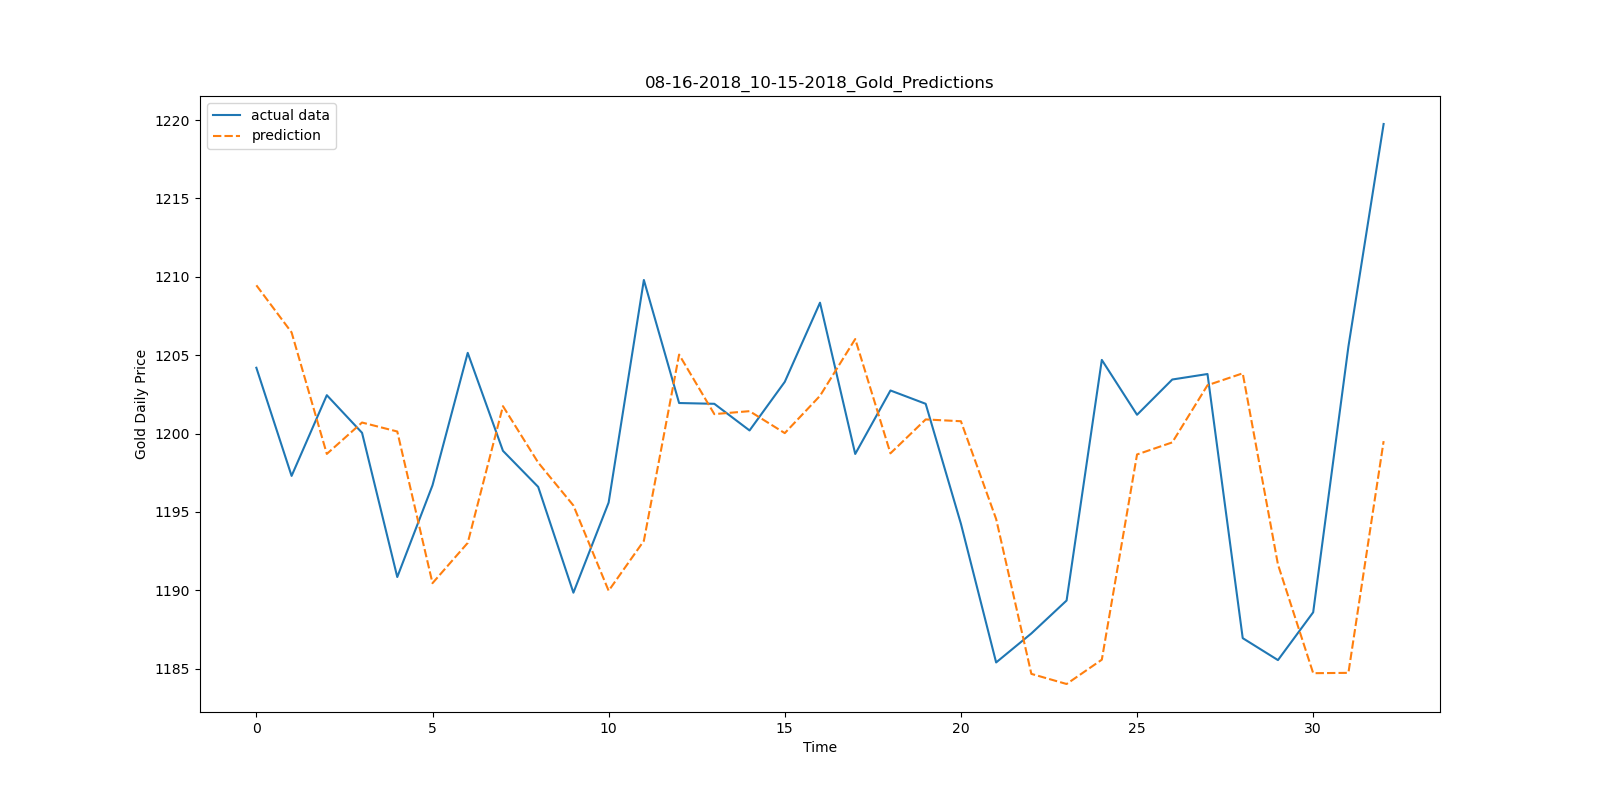 08-16-2018_10-15-2018_Gold_Predictions
actual data
prediction
1220
1215
1210
1205
1200
1195
1190
1185
Gold Daily Price
0 5 10 15 20 25 30
Time